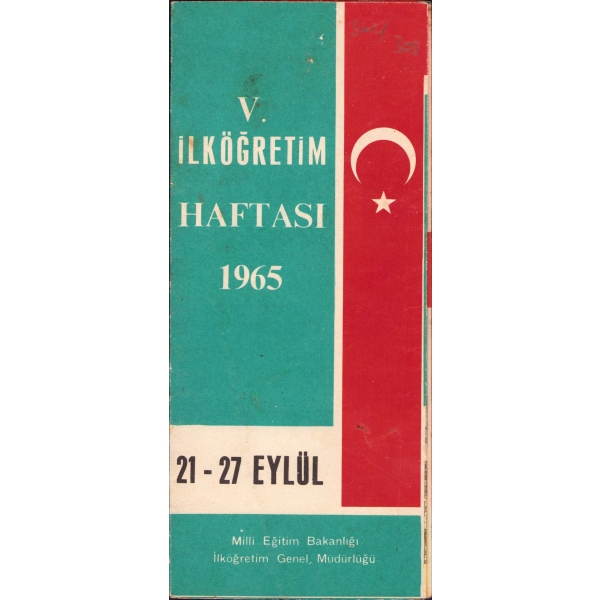 V.
İLKÖĞRETİM
HAFTASI
1965
21 - 27 EYLÜL
Milli Eğitim Bakanlığı
İlköğretim Genel, Müdürlüğü